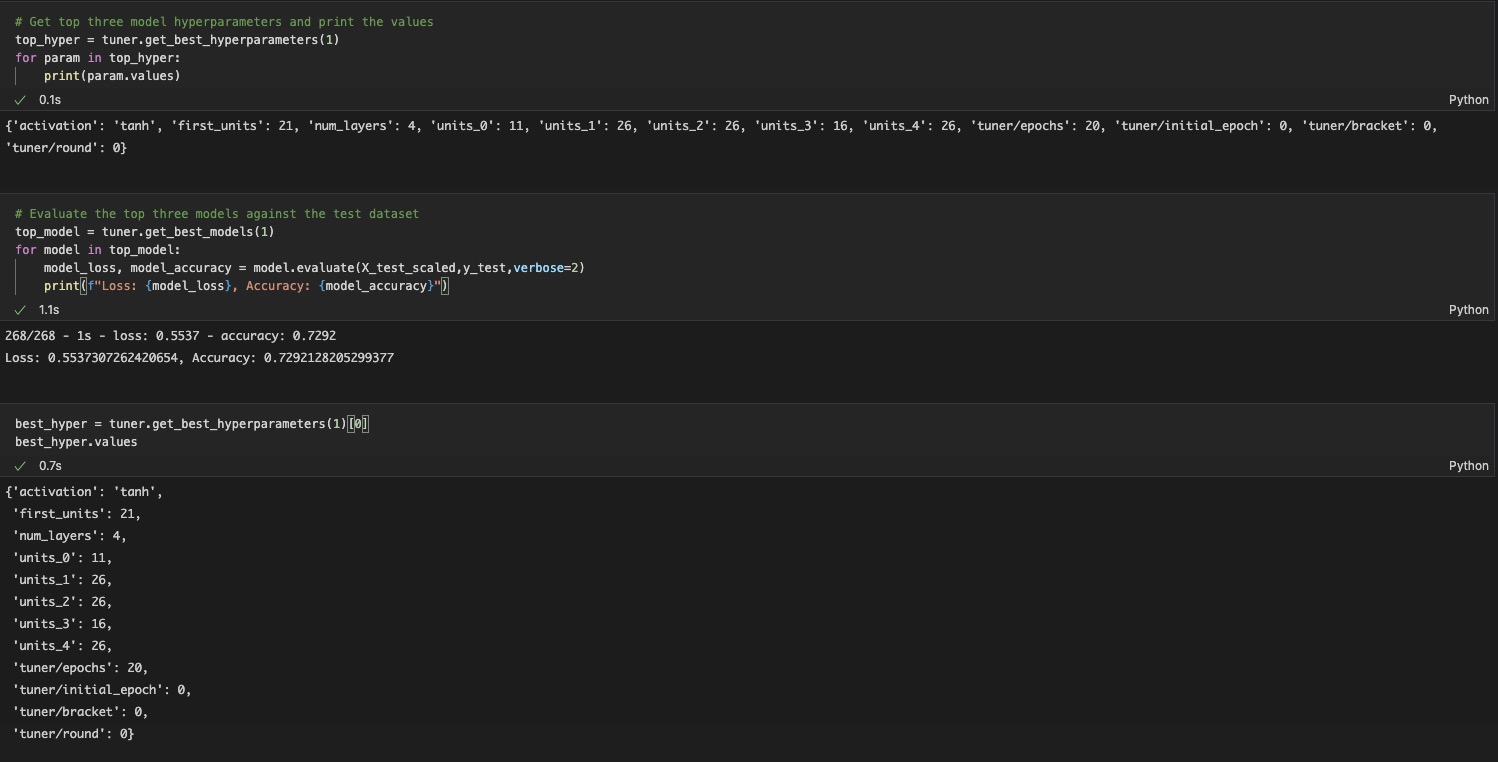 # Get top three model hyperparameters and print the values
top_hyper = tuner.get_best_hyperparameters(1)
for param in top_hyper:
    print(param.values)
0.1s
Python
{'activation': 'tanh', 'first_units': 21, 'num_layers': 4, 'units_0': 11, 'units_1': 26, 'units_2': 26, 'units_3': 16, 'units_4': 26, 'tuner/epochs': 20, 'tuner/initial_epoch': 0, 'tuner/bracket': 0,
'tuner/round': 0}
# Evaluate the top three models against the test dataset
top_model = tuner.get_best_models(1)
for model in top_model:
    model_loss, model_accuracy = model.evaluate(X_test_scaled,y_test,verbose=2)
    print(f"Loss: {model_loss}, Accuracy: {model_accuracy}")
1.1s
Python
268/268 - 1s - loss: 0.5537 - accuracy: 0.7292
Loss: 0.5537307262420654, Accuracy: 0.7292128205299377
best_hyper = tuner.get_best_hyperparameters(1)[0]
best_hyper.values
0.7s
Python
{'activation': 'tanh',
 'first_units': 21,
 'num_layers': 4,
 'units_0': 11,
 'units_1': 26,
 'units_2': 26,
 'units_3': 16,
 'units_4': 26,
 'tuner/epochs': 20,
 'tuner/initial_epoch': 0,
 'tuner/bracket': 0,
 'tuner/round': 0}